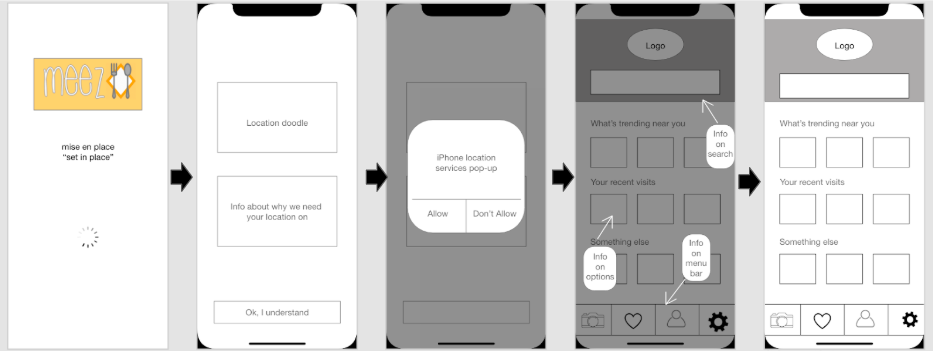 meez
mise en place
“set in place”
Location doodle
Info about why we need
your location on
Ok, I understand
iPhone location
services pop-up
Allow
Don't Allow
Logo
Info
on
search
What's trending near you
Your recent visits
Something else
Info
on
options
Info
on
menu
bar
Logo
What's trending near you
Your recent visits
Something else